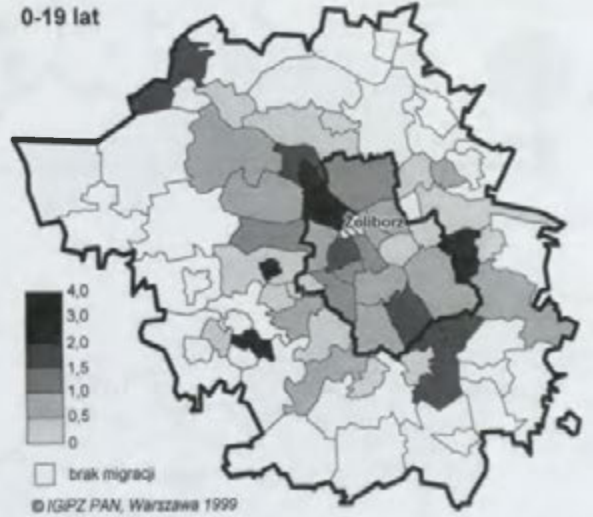 0-19 lat
Żoliborz
4,0
3,0
2,0
1,5
1,0
0,5
0
brak migracji
© IGiPZ PAN, Warszawa 1999